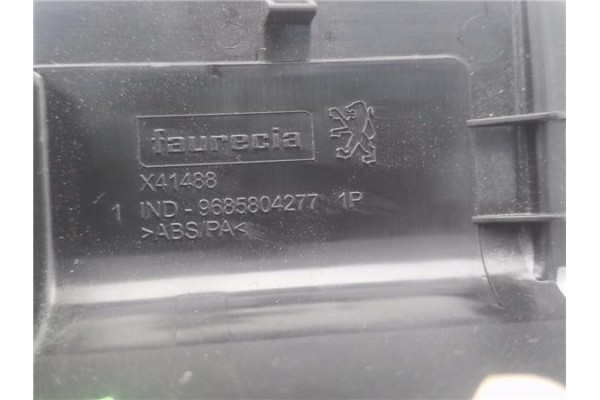 faurecia
X41488
1 IND - 9685804277 1P
>ABS/PA<